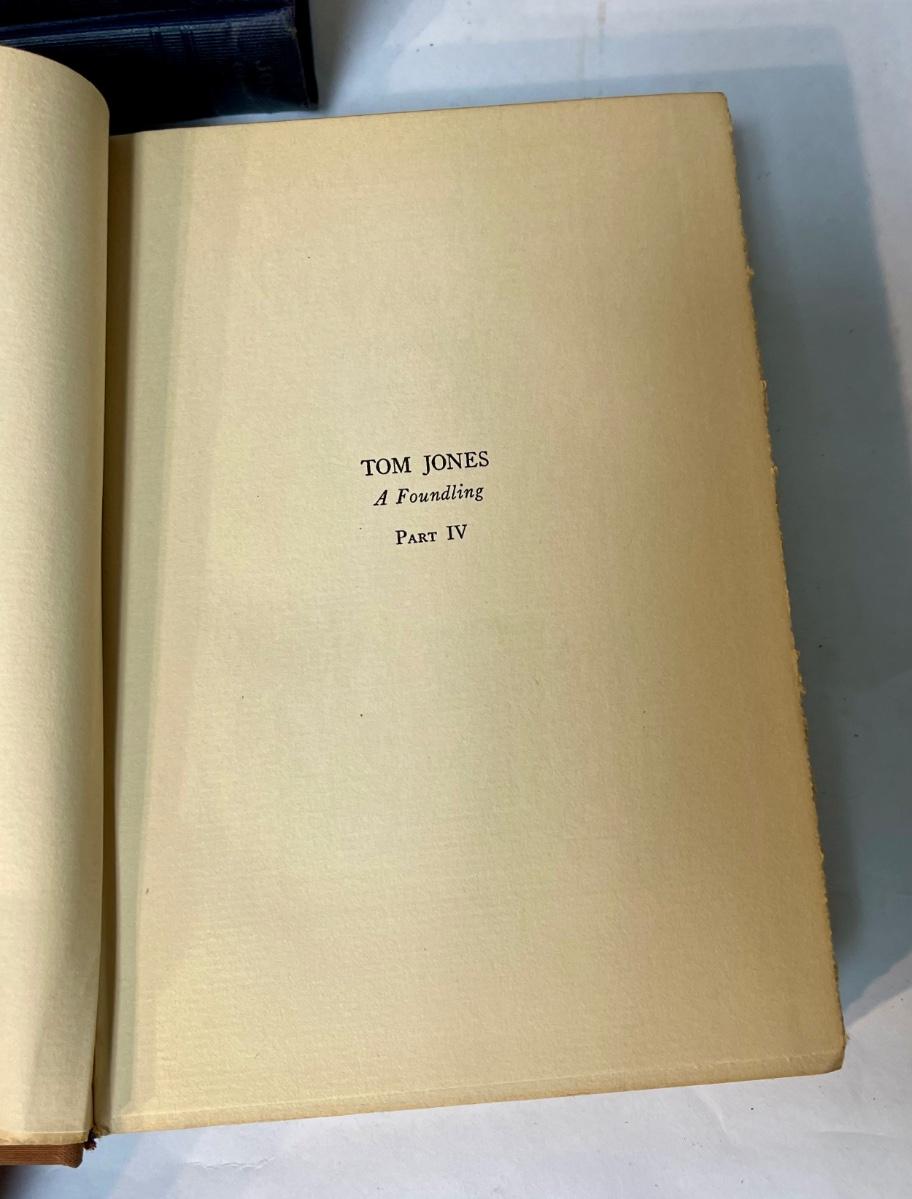 TOM JONES
A Foundling
PART IV